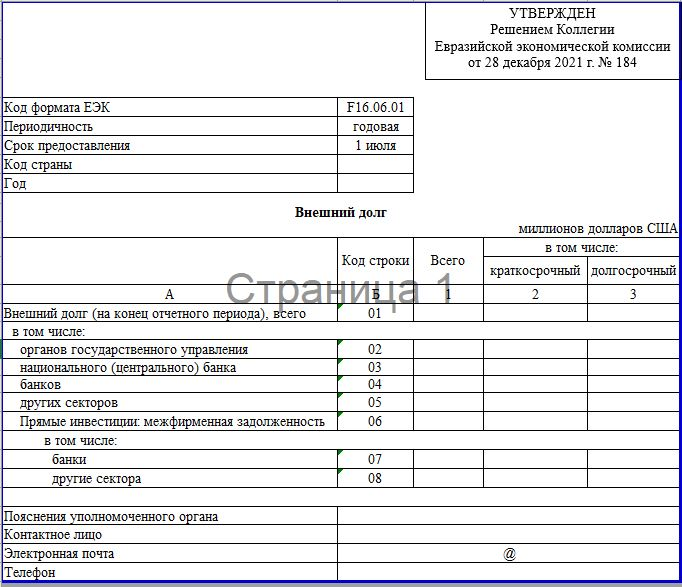 УТВЕРЖДЕН
Решением Коллегии
Евразийской экономической комиссии
от 28 декабря 2021 г. № 184
Код формата ЕЭК F16.06.01
Периодичность годовая
Срок предоставления 1 июля
Код страны
Год
Внешний долг
миллионов долларов США
Код строки Всего в том числе:
краткосрочный долгосрочный
А Б 1 2 3
Страница 1
Внешний долг (на конец отчетного периода), всего 01
в том числе:
органов государственного управления 02
национального (центрального) банка 03
банков 04
других секторов 05
Прямые инвестиции: межфирменная задолженность 06
в том числе:
банки 07
другие сектора 08
Пояснения уполномоченного органа
Контактное лицо
Электронная почта @
Телефон